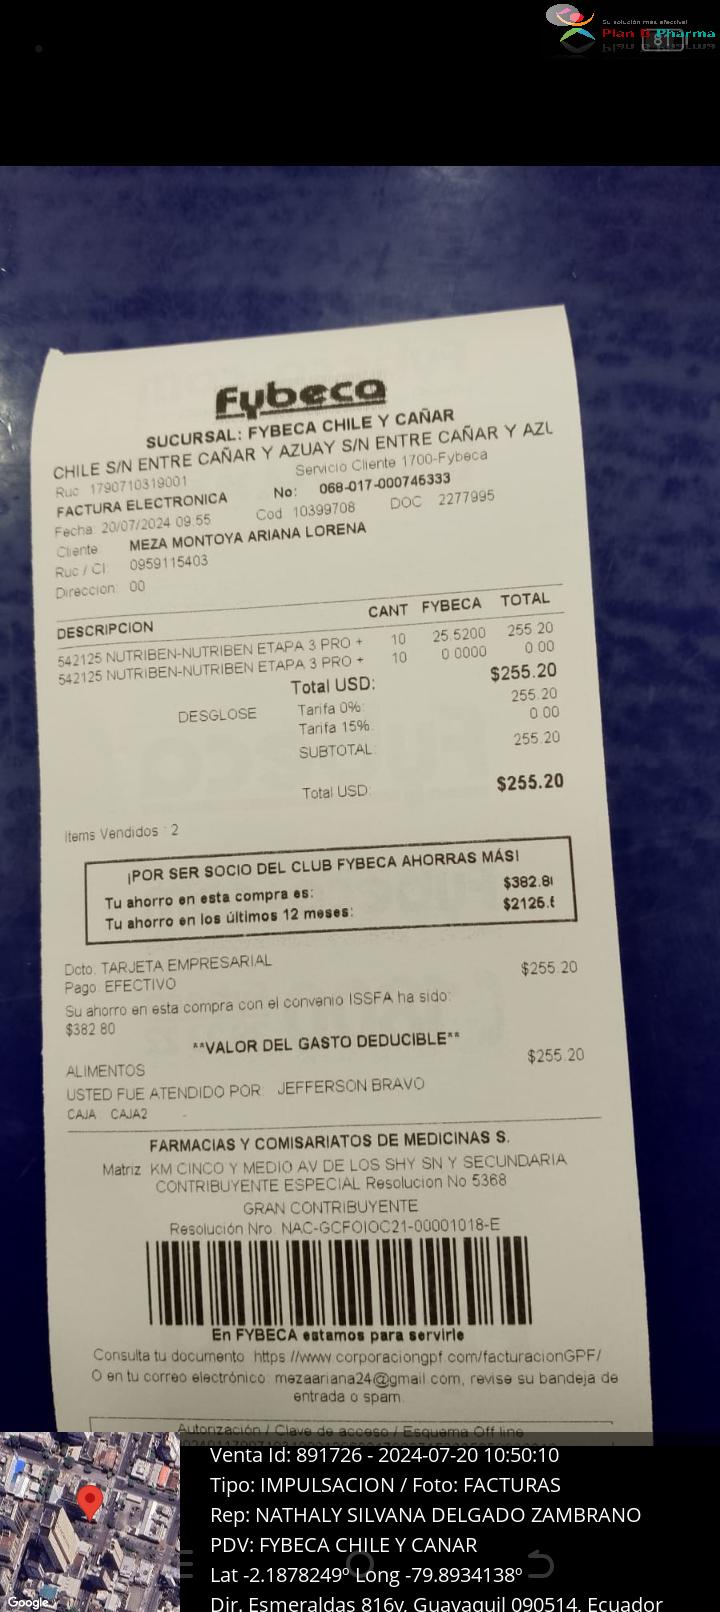 Su solución más efectiva!
Plan B Pharma
81
Fybeca
SUCURSAL: FYBECA CHILE Y CAÑAR
CHILE S/N ENTRE CAÑAR Y AZUAY S/N ENTRE CAÑAR Y AZU
Ruc 1790710319001 Servicio Cliente 1700-Fybeca
FACTURA ELECTRONICA No: 068-017-000745333
Fecha: 20/07/2024 09:55 Cod 10399708 DOC 2277995
Cliente MEZA MONTOYA ARIANA LORENA
Ruc / CI: 0959115403
Direccion: 00
DESCRIPCION CANT FYBECA TOTAL
542125 NUTRIBEN-NUTRIBEN ETAPA 3 PRO + 10 25.5200 255.20
542125 NUTRIBEN-NUTRIBEN ETAPA 3 PRO + 10 0.0000 0.00
Total USD: $255.20
DESGLOSE Tarifa 0%: 255.20
Tarifa 15%: 0.00
SUBTOTAL: 255.20
Total USD: $255.20
Items Vendidos : 2
¡POR SER SOCIO DEL CLUB FYBECA AHORRAS MÁS!
Tu ahorro en esta compra es: $382.80
Tu ahorro en los últimos 12 meses: $2125.
Dcto. TARJETA EMPRESARIAL
Pago. EFECTIVO $255.20
Su ahorro en esta compra con el convenio ISSFA ha sido:
$382.80
**VALOR DEL GASTO DEDUCIBLE**
ALIMENTOS $255.20
USTED FUE ATENDIDO POR: JEFFERSON BRAVO
CAJA: CAJA2 -
FARMACIAS Y COMISARIATOS DE MEDICINAS S.
Matriz KM CINCO Y MEDIO AV DE LOS SHY SN Y SECUNDARIA
CONTRIBUYENTE ESPECIAL Resolucion No 5368
GRAN CONTRIBUYENTE
Resolución Nro. NAC-GCFOIOC21-00001018-E
En FYBECA estamos para servirle
Consulta tu documento https://www.corporaciongpf.com/facturacionGPF/
O en tu correo electrónico: mezaariana24@gmail.com, revise su bandeja de
entrada o spam.
Autorización / Clave de acceso / Esquema Off line
Venta Id: 891726 - 2024-07-20 10:50:10
Tipo: IMPULSACION / Foto: FACTURAS
Rep: NATHALY SILVANA DELGADO ZAMBRANO
PDV: FYBECA CHILE Y CANAR
Lat -2.1878249º Long -79.8934138º
Dir. Esmeraldas 816y, Guayaquil 090514, Ecuador
Google